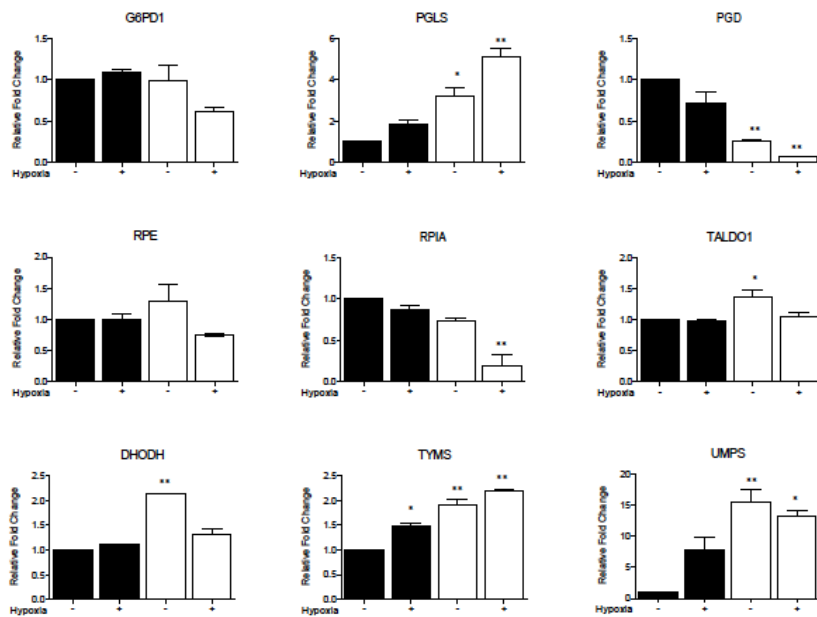 G6PD1
Relative Fold Change
1.5
1.0
0.5
0.0
Hypoxia - + - +
PGLS
Relative Fold Change
* **
6
4
2
0
Hypoxia - + - +
PGD
Relative Fold Change
1.5
1.0
0.5
0.0
** **
Hypoxia - + - +
RPE
Relative Fold Change
2.0
1.5
1.0
0.5
0.0
Hypoxia - + - +
RPIA
Relative Fold Change
1.5
1.0
0.5
0.0
**
Hypoxia - + - +
TALDO1
Relative Fold Change
2.0
1.5
1.0
0.5
0.0
*
Hypoxia - + - +
DHODH
Relative Fold Change
2.5
2.0
1.5
1.0
0.5
0.0
**
Hypoxia - + - +
TYMS
Relative Fold Change
2.5
2.0
1.5
1.0
0.5
0.0
* ** **
Hypoxia - + - +
UMPS
Relative Fold Change
20
15
10
5
0
** *
Hypoxia - + - +